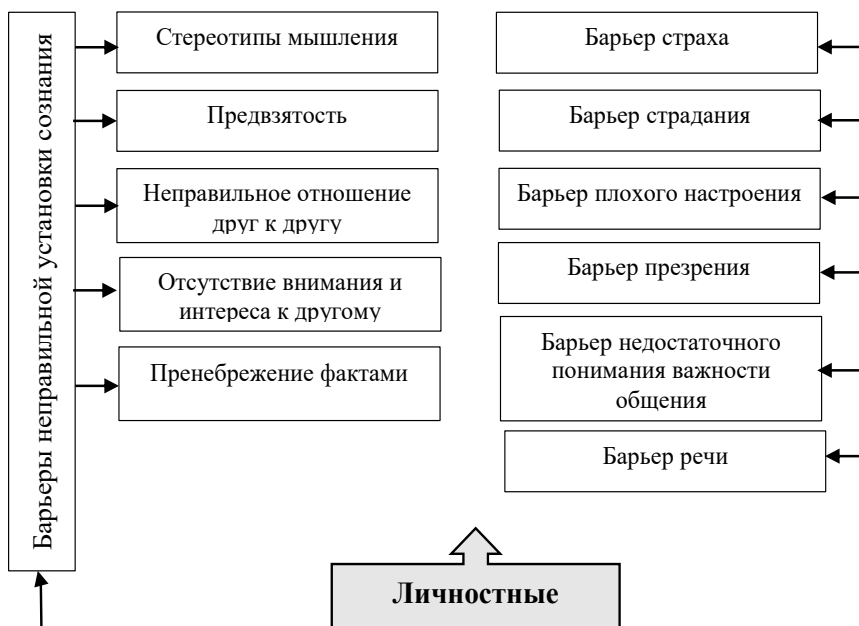 Барьеры неправильной установки сознания
Стереотипы мышления
Предвзятость
Неправильное отношение
друг к другу
Отсутствие внимания и
интереса к другому
Пренебрежение фактами
Барьер страха
Барьер страдания
Барьер плохого настроения
Барьер презрения
Барьер недостаточного
понимания важности
общения
Барьер речи
Личностные